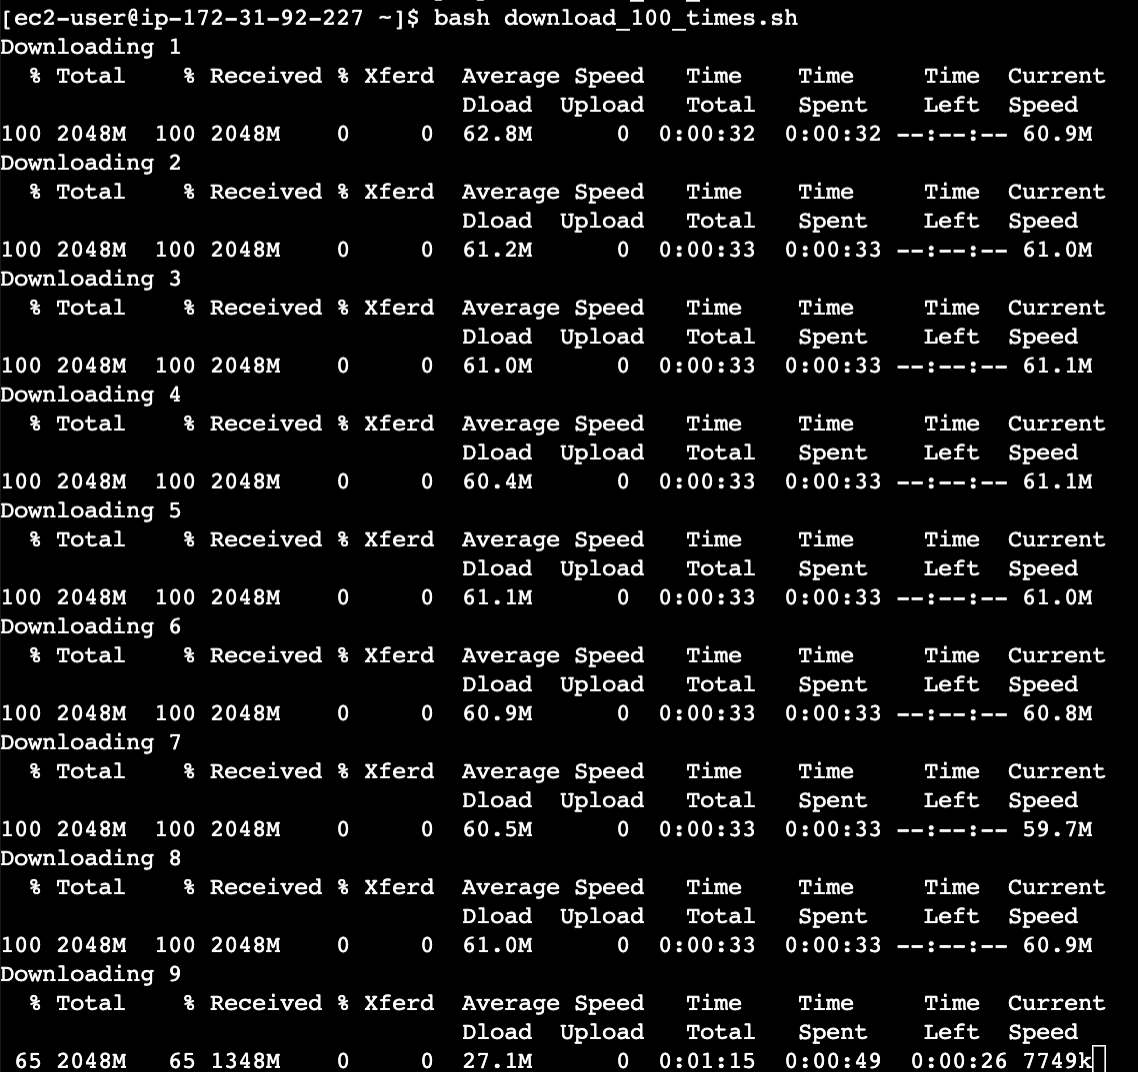 [ec2-user@ip-172-31-92-227 ~]$ bash download_100_times.sh
Downloading 1
  % Total    % Received % Xferd  Average Speed   Time    Time     Time  Current
                                 Dload  Upload   Total   Spent    Left  Speed
100 2048M  100 2048M    0     0  62.8M      0  0:00:32  0:00:32 --:--:-- 60.9M
Downloading 2
  % Total    % Received % Xferd  Average Speed   Time    Time     Time  Current
                                 Dload  Upload   Total   Spent    Left  Speed
100 2048M  100 2048M    0     0  61.2M      0  0:00:33  0:00:33 --:--:-- 61.0M
Downloading 3
  % Total    % Received % Xferd  Average Speed   Time    Time     Time  Current
                                 Dload  Upload   Total   Spent    Left  Speed
100 2048M  100 2048M    0     0  61.0M      0  0:00:33  0:00:33 --:--:-- 61.1M
Downloading 4
  % Total    % Received % Xferd  Average Speed   Time    Time     Time  Current
                                 Dload  Upload   Total   Spent    Left  Speed
100 2048M  100 2048M    0     0  60.4M      0  0:00:33  0:00:33 --:--:-- 61.1M
Downloading 5
  % Total    % Received % Xferd  Average Speed   Time    Time     Time  Current
                                 Dload  Upload   Total   Spent    Left  Speed
100 2048M  100 2048M    0     0  61.1M      0  0:00:33  0:00:33 --:--:-- 61.0M
Downloading 6
  % Total    % Received % Xferd  Average Speed   Time    Time     Time  Current
                                 Dload  Upload   Total   Spent    Left  Speed
100 2048M  100 2048M    0     0  60.9M      0  0:00:33  0:00:33 --:--:-- 60.8M
Downloading 7
  % Total    % Received % Xferd  Average Speed   Time    Time     Time  Current
                                 Dload  Upload   Total   Spent    Left  Speed
100 2048M  100 2048M    0     0  60.5M      0  0:00:33  0:00:33 --:--:-- 59.7M
Downloading 8
  % Total    % Received % Xferd  Average Speed   Time    Time     Time  Current
                                 Dload  Upload   Total   Spent    Left  Speed
100 2048M  100 2048M    0     0  61.0M      0  0:00:33  0:00:33 --:--:-- 60.9M
Downloading 9
  % Total    % Received % Xferd  Average Speed   Time    Time     Time  Current
                                 Dload  Upload   Total   Spent    Left  Speed
 65 2048M   65 1348M    0     0  27.1M      0  0:01:15  0:00:49  0:00:26 7749k